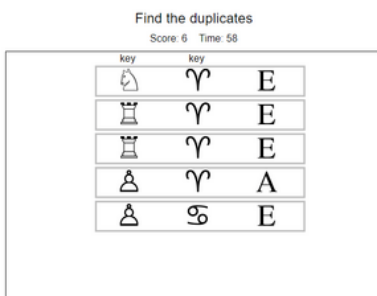 Find the duplicates
Score: 6 Time: 58
key key
♘ ♈ E
♖ ♈ E
♖ ♈ E
♙ ♈ A
♙ ♋ E